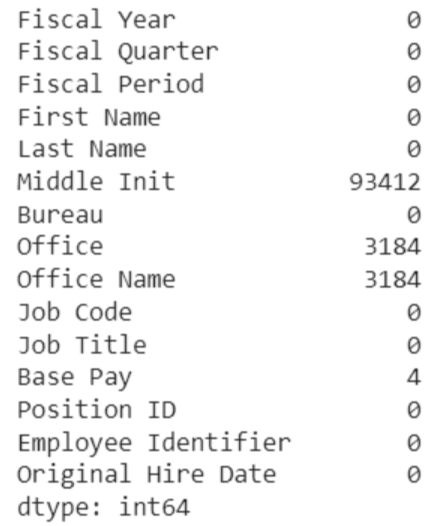 Fiscal Year 0
Fiscal Quarter 0
Fiscal Period 0
First Name 0
Last Name 0
Middle Init 93412
Bureau 0
Office 3184
Office Name 3184
Job Code 0
Job Title 0
Base Pay 4
Position ID 0
Employee Identifier 0
Original Hire Date 0
dtype: int64